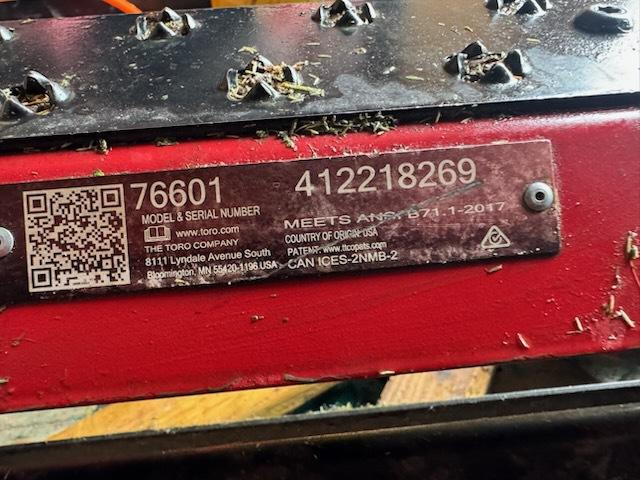 76601
MODEL & SERIAL NUMBER
www.toro.com
THE TORO COMPANY
8111 Lyndale Avenue South
Bloomington, MN 55420-1196 USA
412218269
MEETS ANSI B71.1-2017
COUNTRY OF ORIGIN: USA
PATENT: www.ttcopats.com
CAN ICES-2/NMB-2